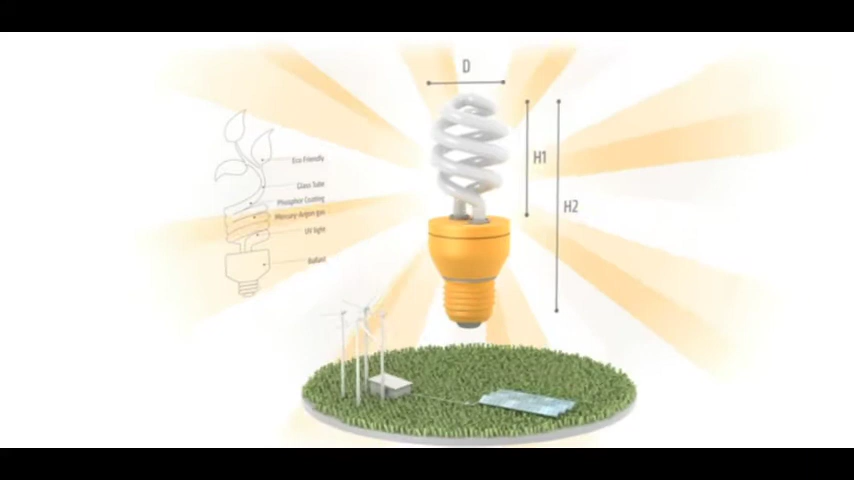 D
H1
H2
Eco Friendly
Glass Tube
Phosphor Coating
Mercury-Argon gas
UV light
Ballast